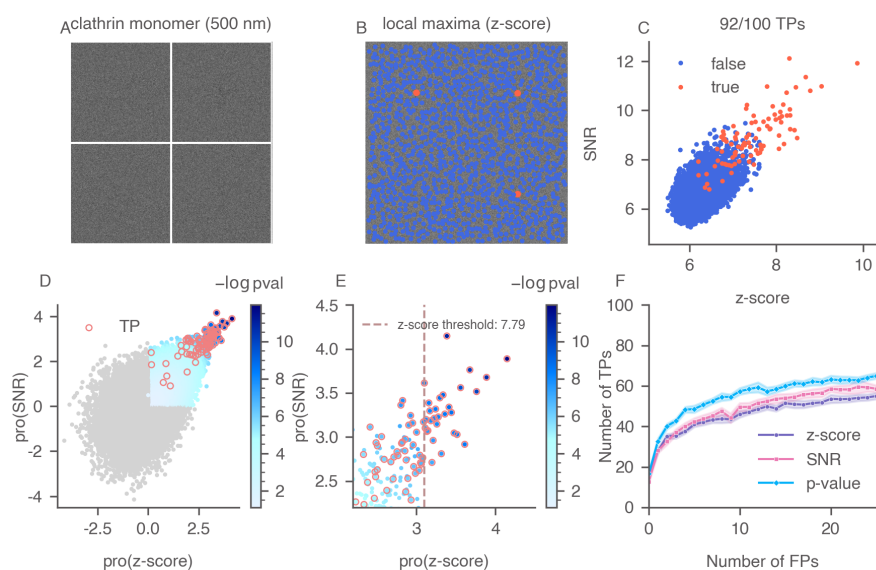 A clathrin monomer (500 nm)
B local maxima (z-score)
C 92/100 TPs
false
true
SNR
12
10
8
6
6 8 10
z-score
D
−log pval
TP
pro(SNR)
4
2
0
-2
-4
-2.5 0.0 2.5
pro(z-score)
10
8
6
4
2
E
−log pval
z-score threshold: 7.79
pro(SNR)
4.5
4.0
3.5
3.0
2.5
3 4
pro(z-score)
10
8
6
4
2
F
Number of TPs
100
80
60
40
20
0
z-score
SNR
p-value
0 10 20
Number of FPs